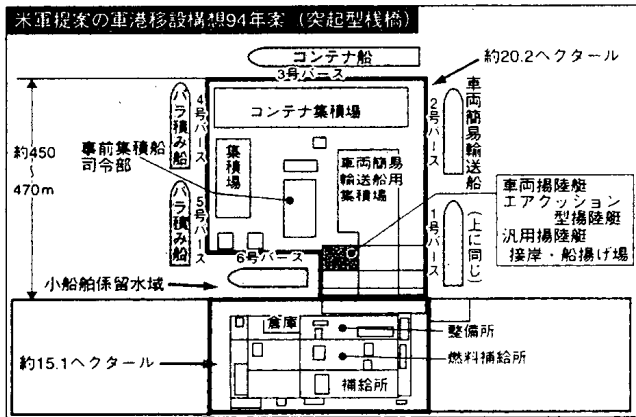 米軍提案の軍港移設構想94年案(突起型桟橋)
コンテナ船
3号バース
約20.2ヘクタール
バラ積み船
4号バース
コンテナ集積場
2号バース
車両簡易輸送船
約450
〜
470m
事前集積船
司令部
集積場
車両簡易
輸送船用
集積場
バラ積み船
5号バース
1号バース
(上に同じ)
車両揚陸艇
エアクッション
型揚陸艇
汎用揚陸艇
接岸・船揚げ場
6号バース
小船舶係留水域
約15.1ヘクタール
倉庫
整備所
燃料補給所
補給所